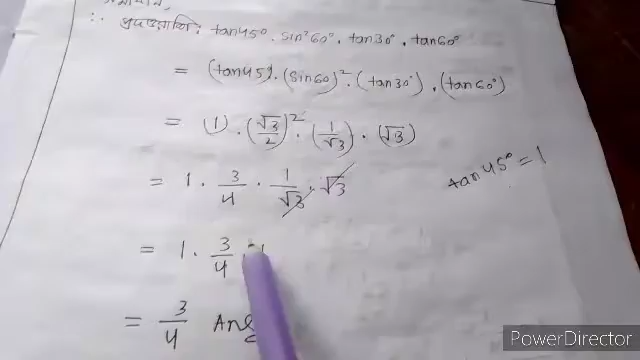 ∴ প্রদত্তরাশি: tan45°. sin²60°. tan30°. tan60°
= (tan45°). (sin60)². (tan30°). (tan60°)
= (1). (√3/2)². (1/√3). (√3)
= 1. 3/4 . 1/√3 . √3
tan45° = 1
= 1. 3/4
= 3/4 Ans
PowerDirector